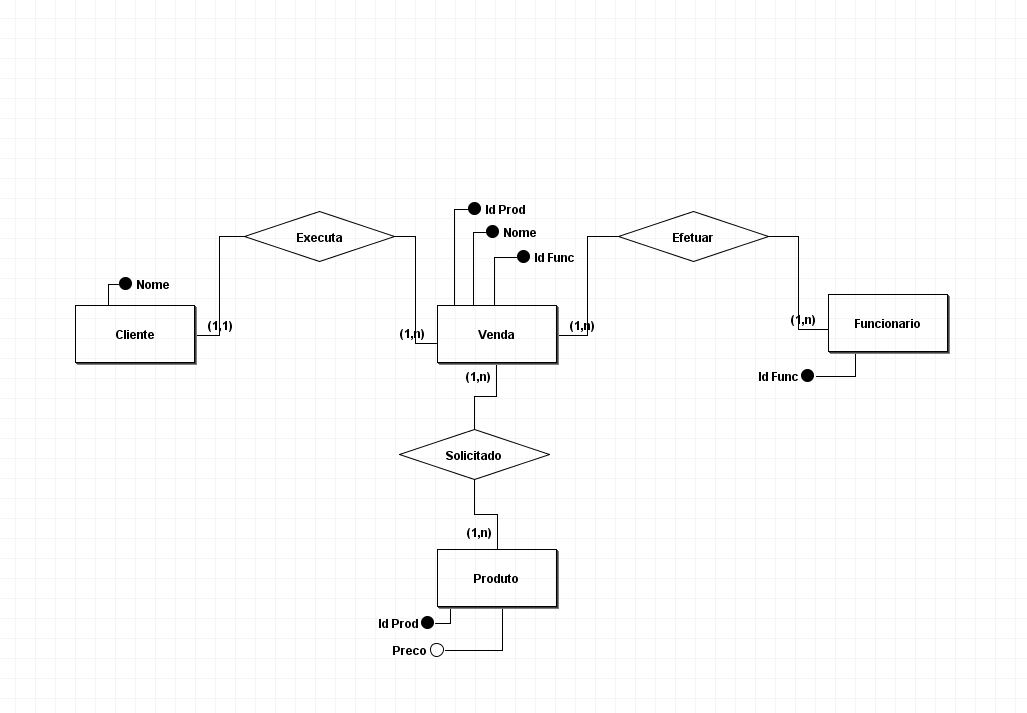 Id Prod
Nome
Executa
Efetuar
Id Func
Nome
Cliente
(1,1)
(1,n)
Venda
(1,n)
(1,n)
Funcionario
(1,n)
Id Func
Solicitado
(1,n)
Produto
Id Prod
Preco